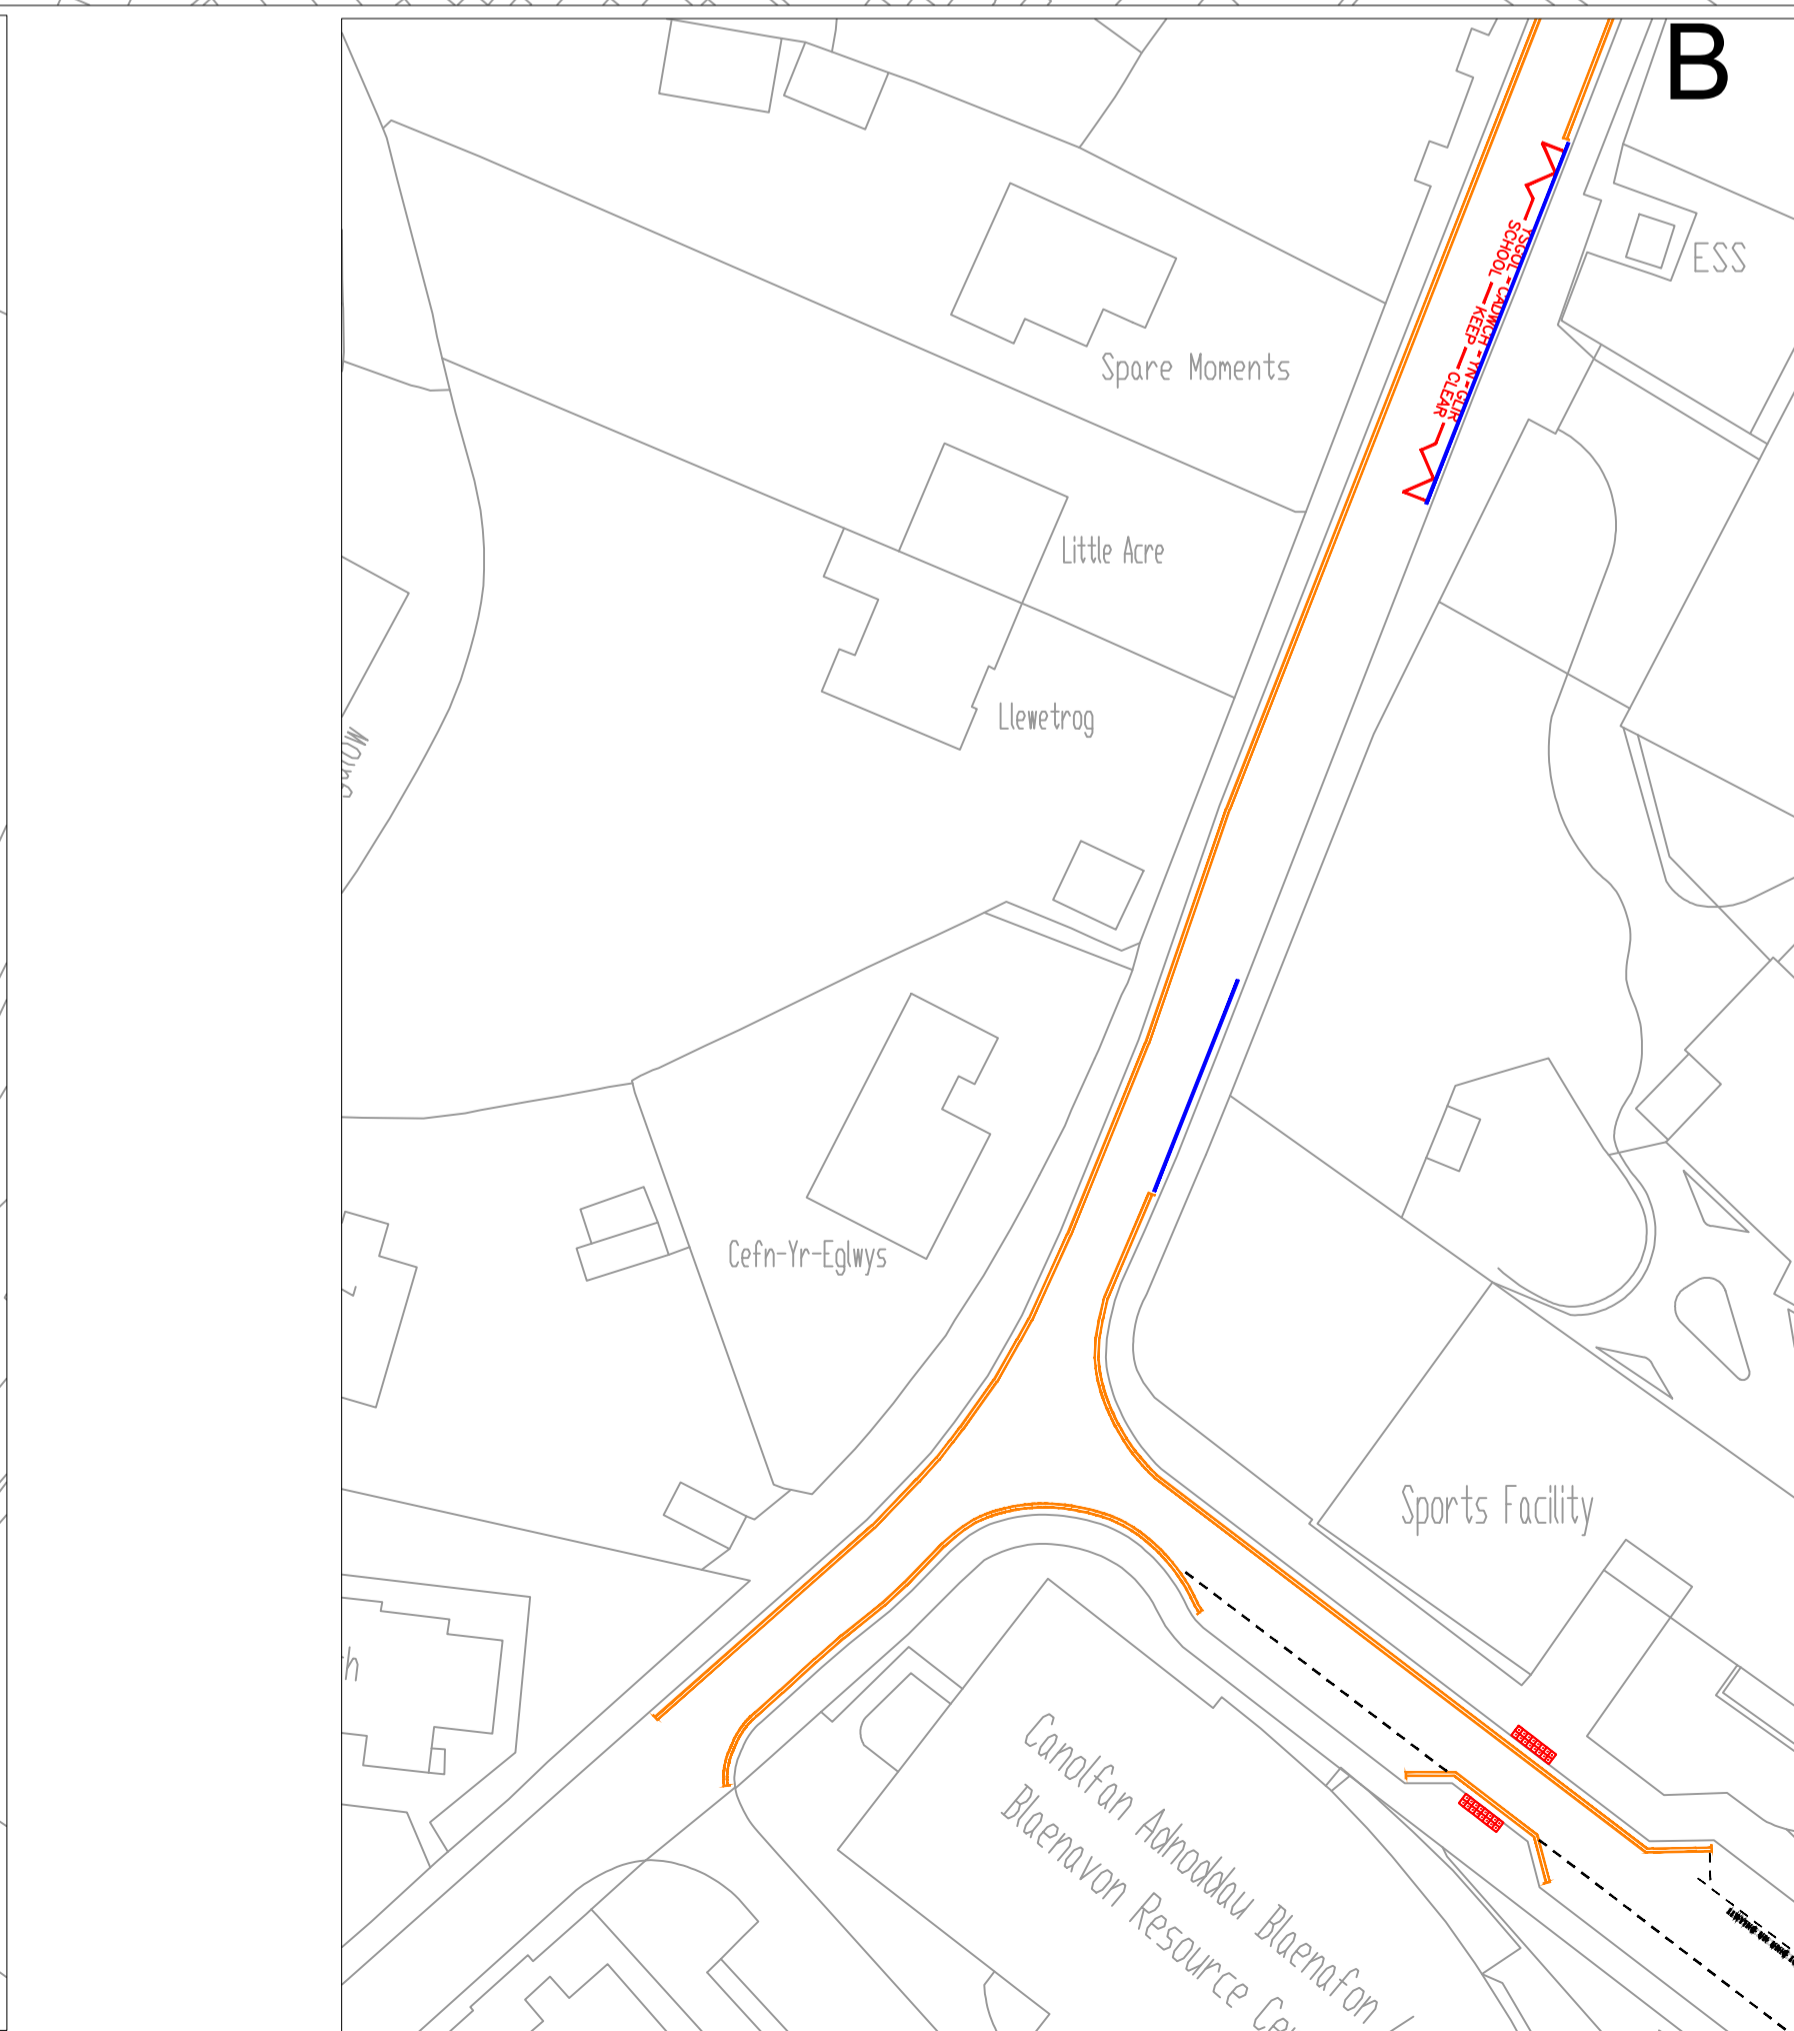 B
ESS
YSGOL - CADWCH - YN - GLIR
SCHOOL KEEP CLEAR
Spare Moments
Little Acre
Llewetrog
Cefn-Yr-Eglwys
Sports Facility
Canolfan Adnoddau Blaenafon /
Blaenavon Resource Ce